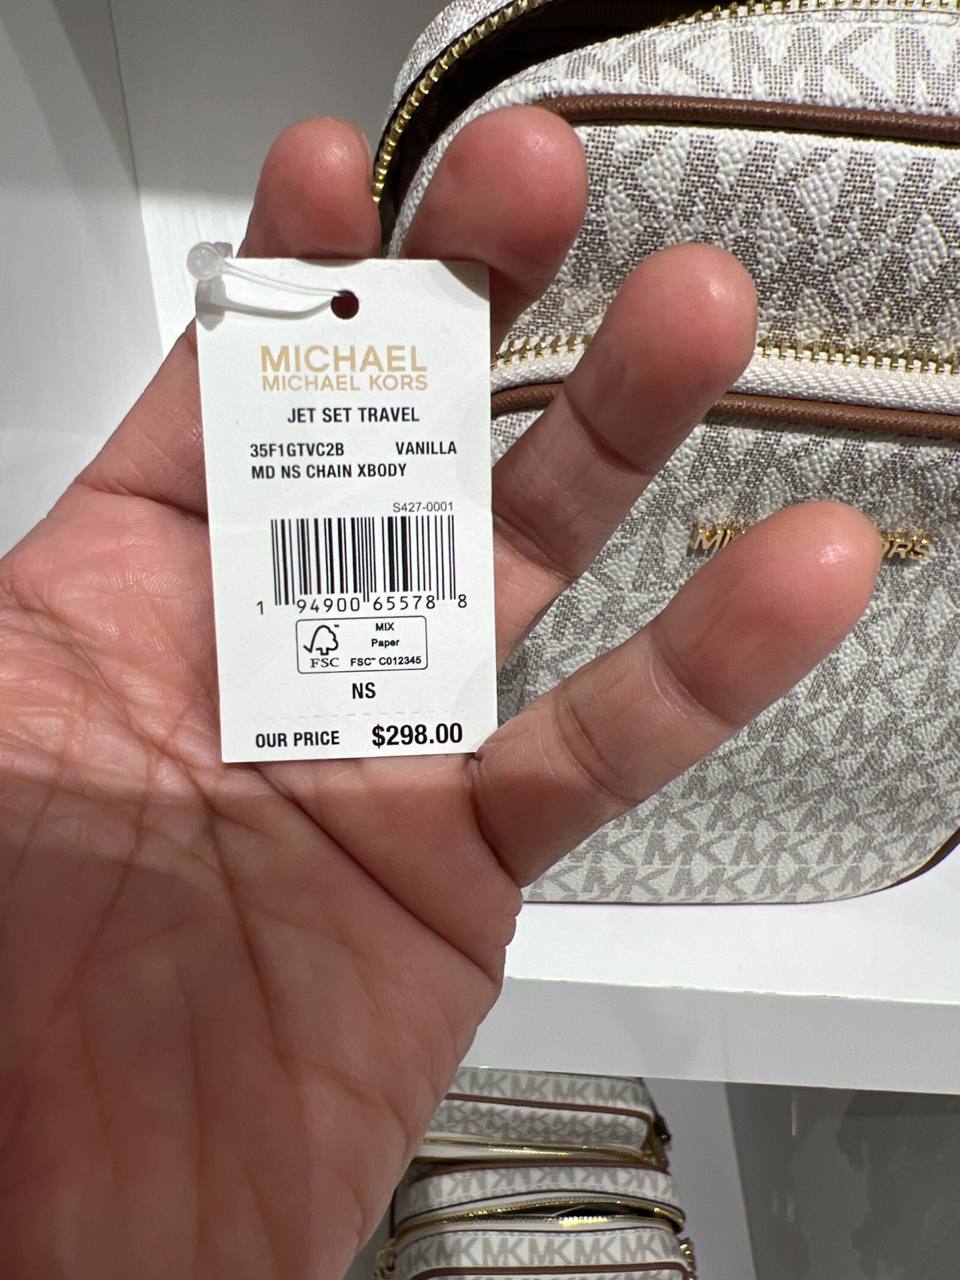 MICHAEL
MICHAEL KORS
JET SET TRAVEL
35F1GTVC2B VANILLA
MD NS CHAIN XBODY
S427-0001
1 94900 65578 8
MIX
Paper
FSC™ C012345
FSC
NS
OUR PRICE $298.00